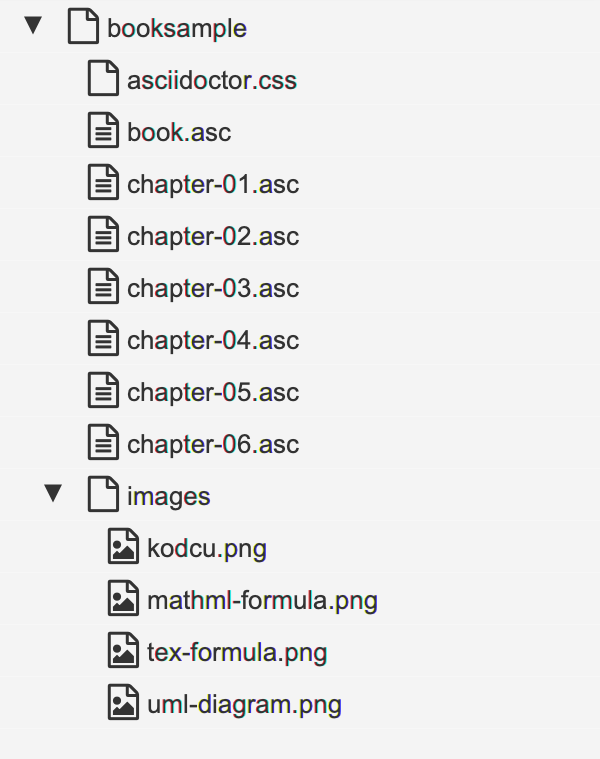 booksample
asciidoctor.css
book.asc
chapter-01.asc
chapter-02.asc
chapter-03.asc
chapter-04.asc
chapter-05.asc
chapter-06.asc
images
kodcu.png
mathml-formula.png
tex-formula.png
uml-diagram.png